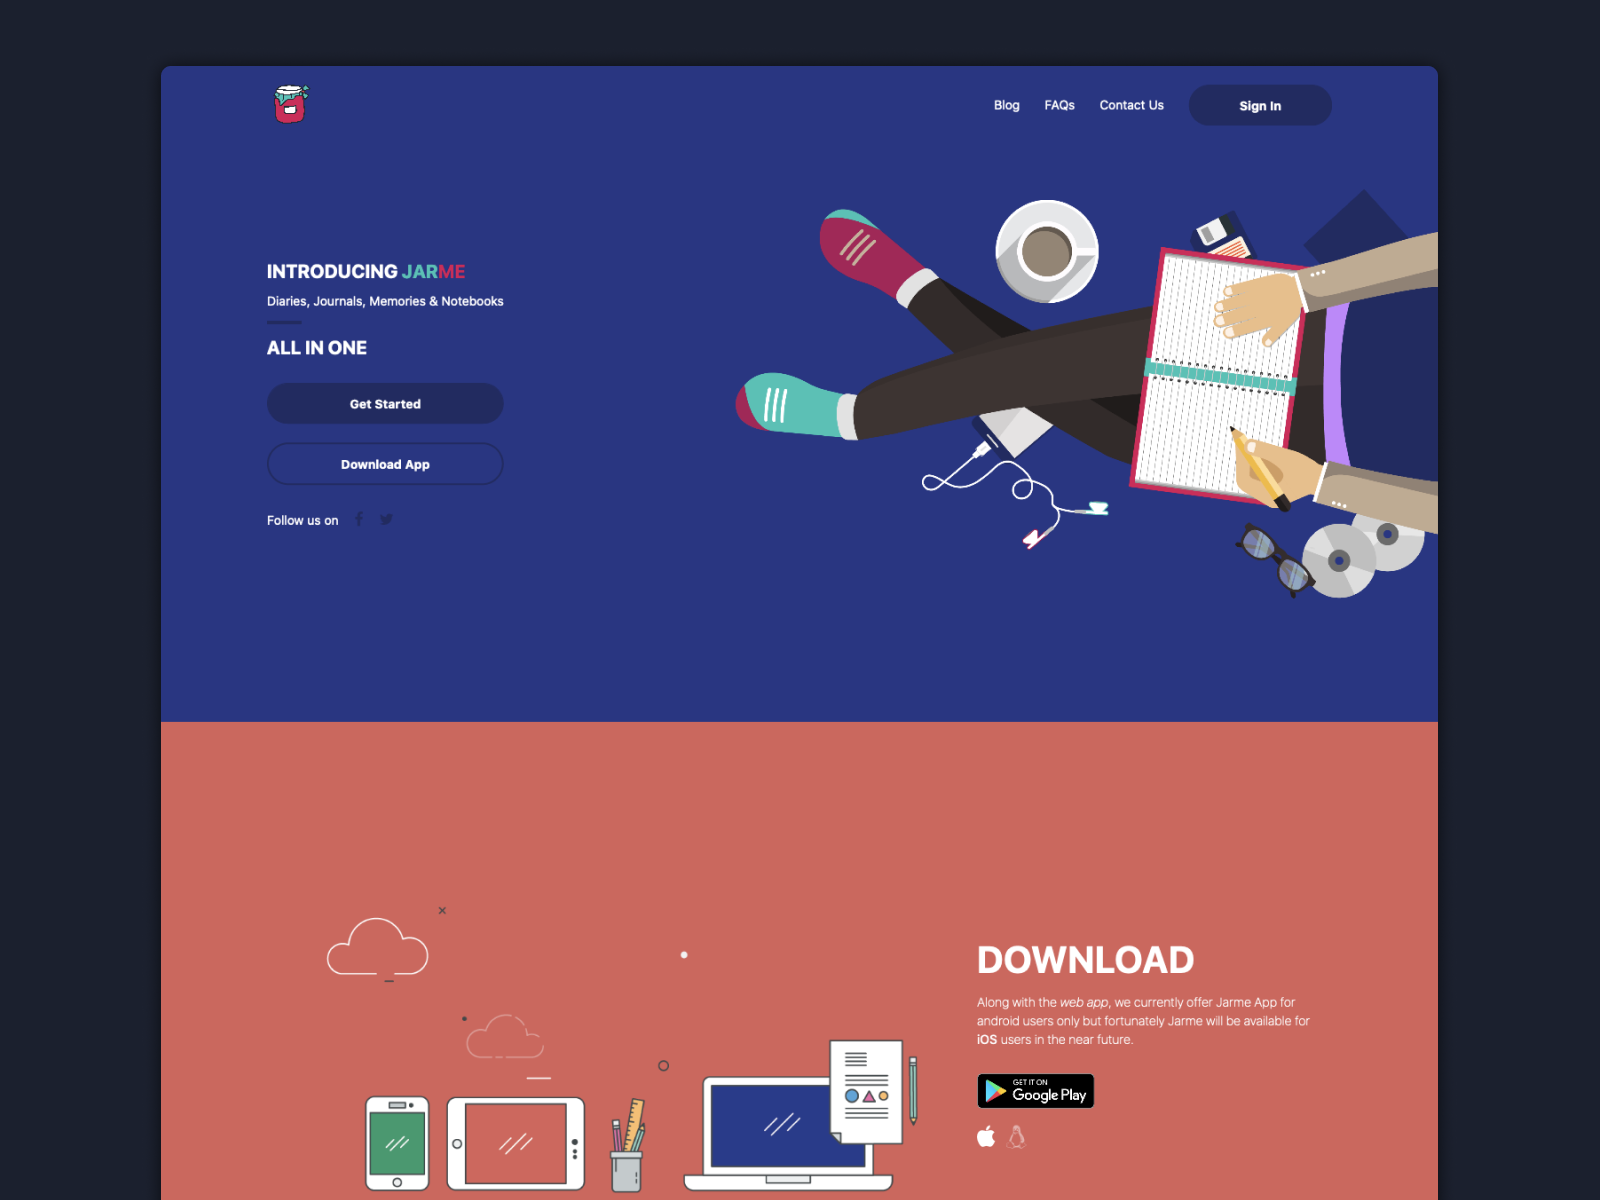 Blog
FAQs
Contact Us
Sign In
INTRODUCING JARME
Diaries, Journals, Memories & Notebooks
ALL IN ONE
Get Started
Download App
Follow us on
DOWNLOAD
Along with the web app, we currently offer Jarme App for
android users only but fortunately Jarme will be available for
iOS users in the near future.
GET IT ON
Google Play